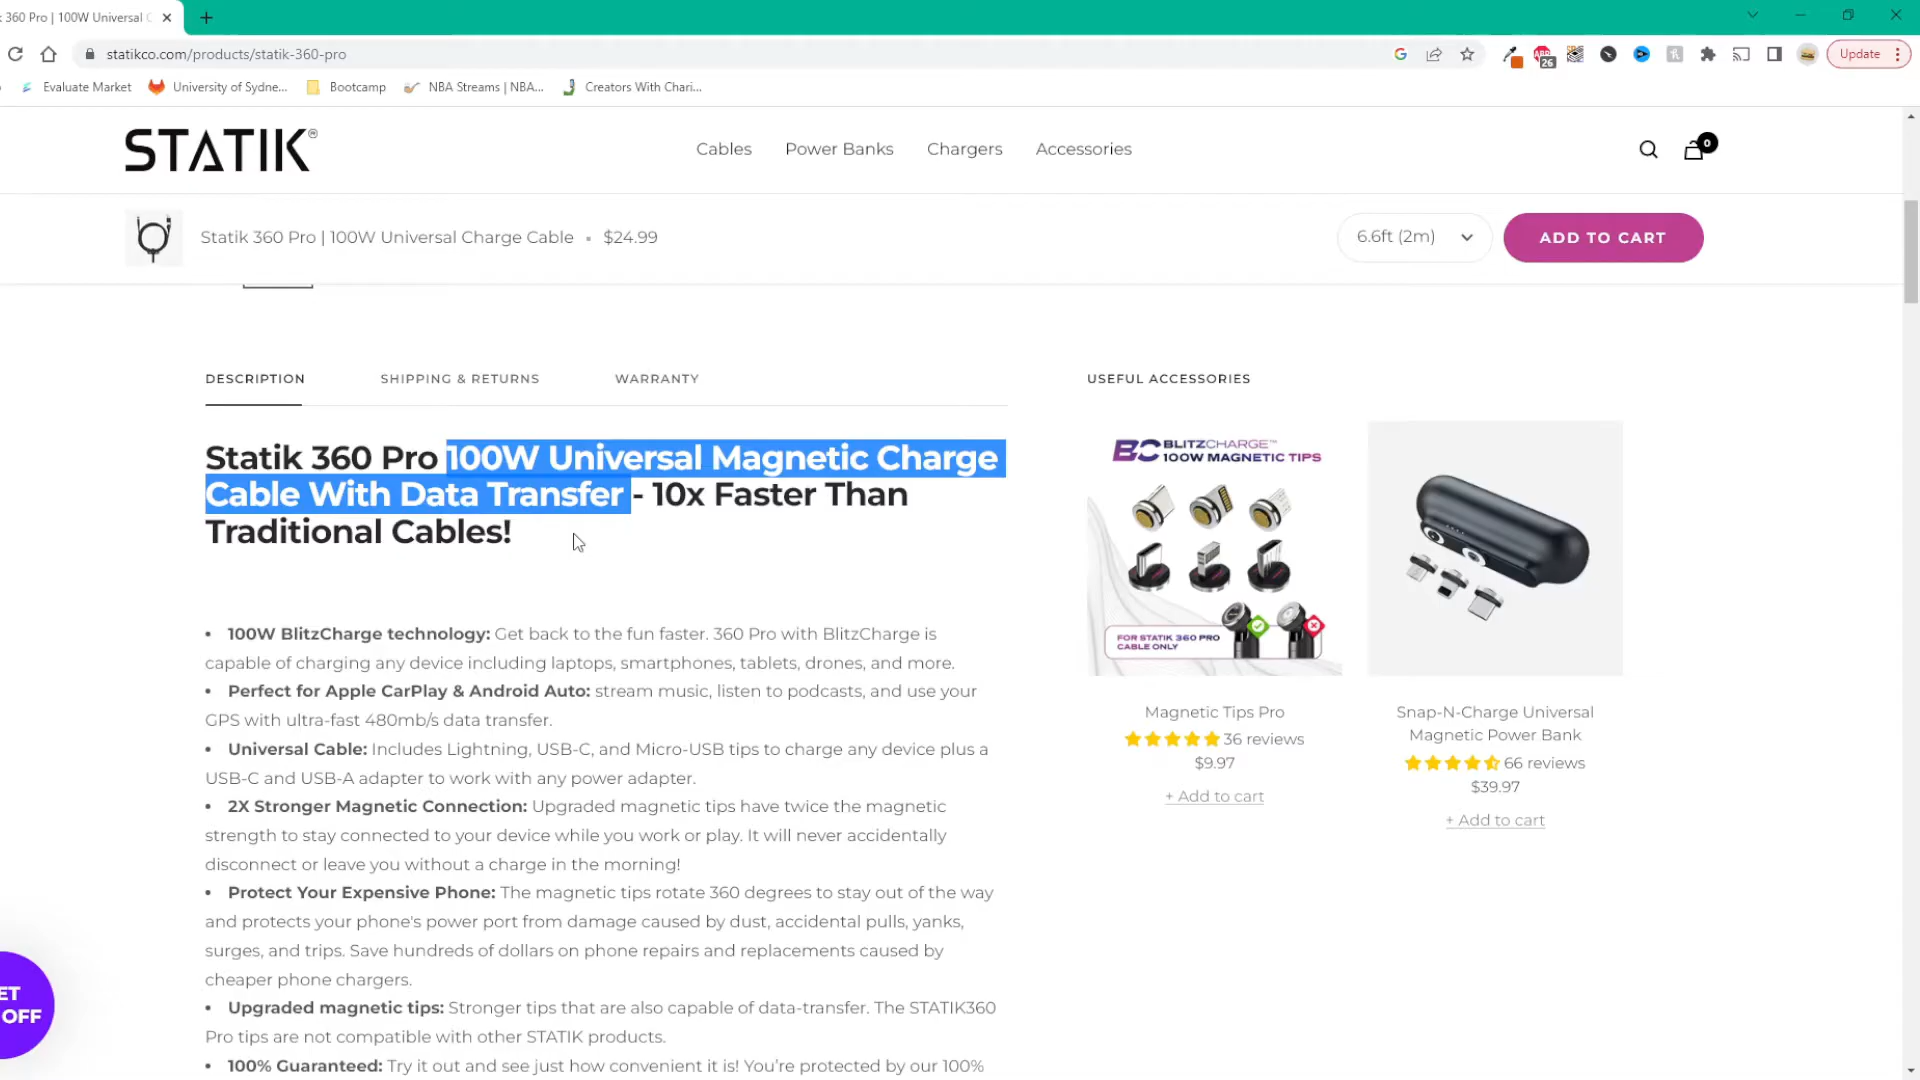 360 Pro | 100W Universal C
statikco.com/products/statik-360-pro
26
Update
Evaluate Market
University of Sydne...
Bootcamp
NBA Streams | NBA...
Creators With Chari...
STATIK®
Cables
Power Banks
Chargers
Accessories
0
Statik 360 Pro | 100W Universal Charge Cable
$24.99
6.6ft (2m)
ADD TO CART
DESCRIPTION
SHIPPING & RETURNS
WARRANTY
Statik 360 Pro 100W Universal Magnetic Charge
Cable With Data Transfer - 10x Faster Than
Traditional Cables!
• 100W BlitzCharge technology: Get back to the fun faster. 360 Pro with BlitzCharge is
capable of charging any device including laptops, smartphones, tablets, drones, and more.
• Perfect for Apple CarPlay & Android Auto: stream music, listen to podcasts, and use your
GPS with ultra-fast 480mb/s data transfer.
• Universal Cable: Includes Lightning, USB-C, and Micro-USB tips to charge any device plus a
USB-C and USB-A adapter to work with any power adapter.
• 2X Stronger Magnetic Connection: Upgraded magnetic tips have twice the magnetic
strength to stay connected to your device while you work or play. It will never accidentally
disconnect or leave you without a charge in the morning!
• Protect Your Expensive Phone: The magnetic tips rotate 360 degrees to stay out of the way
and protects your phone's power port from damage caused by dust, accidental pulls, yanks,
surges, and trips. Save hundreds of dollars on phone repairs and replacements caused by
cheaper phone chargers.
• Upgraded magnetic tips: Stronger tips that are also capable of data-transfer. The STATIK360
Pro tips are not compatible with other STATIK products.
• 100% Guaranteed: Try it out and see just how convenient it is! You're protected by our 100%
USEFUL ACCESSORIES
BC BLITZCHARGE™
100W MAGNETIC TIPS
FOR STATIK 360 PRO
CABLE ONLY
Magnetic Tips Pro
36 reviews
$9.97
+ Add to cart
Snap-N-Charge Universal
Magnetic Power Bank
66 reviews
$39.97
+ Add to cart
ET
OFF